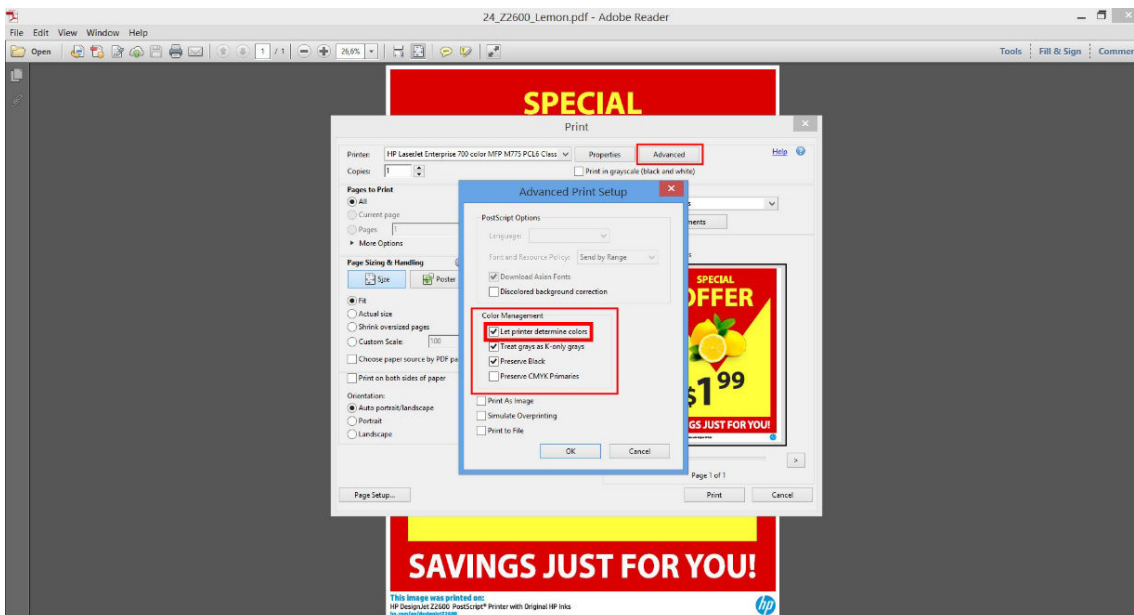 24_Z2600_Lemon.pdf - Adobe Reader
File Edit View Window Help
Open 1 / 1 26,6% Tools Fill & Sign Commen
SPECIAL
Print
Printer: HP LaserJet Enterprise 700 color MFP M775 PCL6 Class Properties Advanced Help
Copies: 1 Print in grayscale (black and white)
Pages to Print
All
Current page
Pages 1
More Options
Page Sizing & Handling
Size Poster
Fit
Actual size
Shrink oversized pages
Custom Scale: 100
Choose paper source by PDF pa
Print on both sides of paper
Orientation:
Auto portrait/landscape
Portrait
Landscape
Page Setup...
Advanced Print Setup
PostScript Options
Language:
Font and Resource Policy: Send by Range
Download Asian Fonts
Discolored background correction
Color Management
Let printer determine colors
Treat grays as K-only grays
Preserve Black
Preserve CMYK Primaries
Print As Image
Simulate Overprinting
Print to File
OK Cancel
s
ments
s
SPECIAL
OFFER
$1 99
GS JUST FOR YOU!
hp
>
Page 1 of 1
Print Cancel
SAVINGS JUST FOR YOU!
This image was printed on:
HP DesignJet Z2600 PostScript® Printer with Original HP Inks
hp